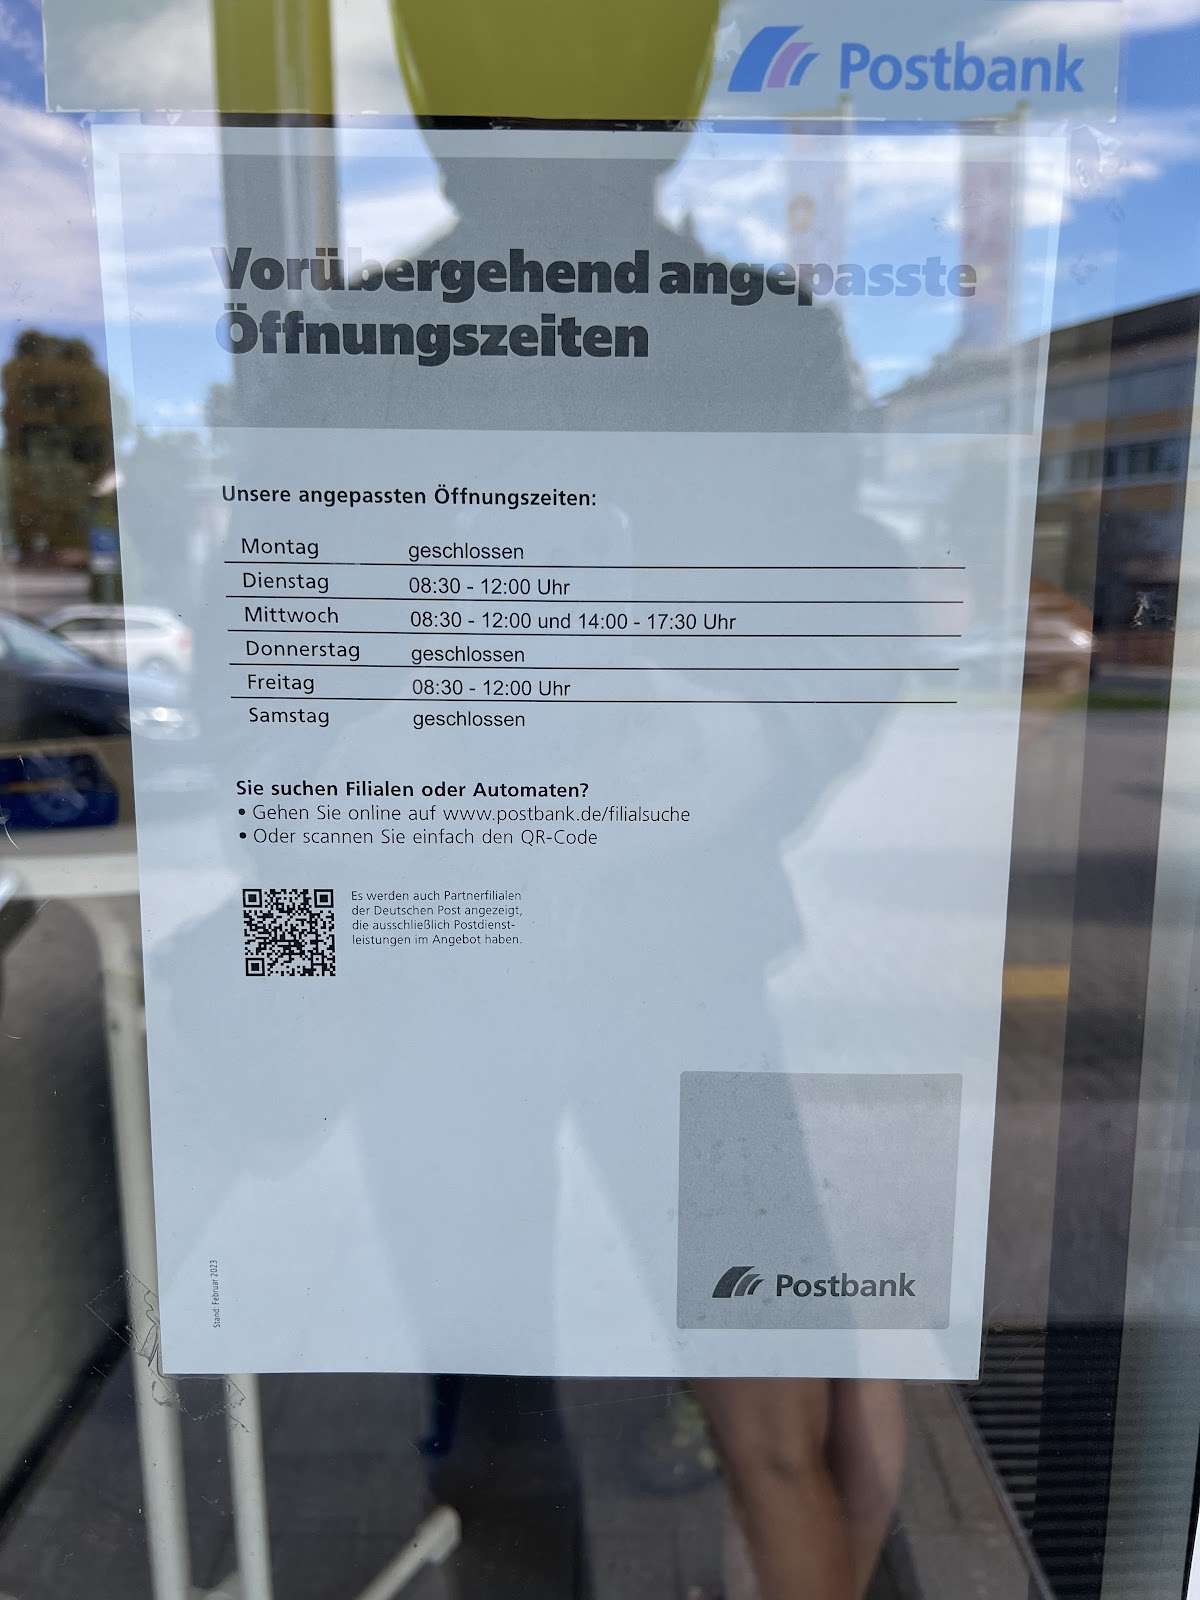 Postbank
Vorübergehend angepasste
Öffnungszeiten
Unsere angepassten Öffnungszeiten:
Montag geschlossen
Dienstag 08:30 - 12:00 Uhr
Mittwoch 08:30 - 12:00 und 14:00 - 17:30 Uhr
Donnerstag geschlossen
Freitag 08:30 - 12:00 Uhr
Samstag geschlossen
Sie suchen Filialen oder Automaten?
• Gehen Sie online auf www.postbank.de/filialsuche
• Oder scannen Sie einfach den QR-Code
Es werden auch Partnerfilialen
der Deutschen Post angezeigt,
die ausschließlich Postdienst-
leistungen im Angebot haben.
Stand: Februar 2023
Postbank